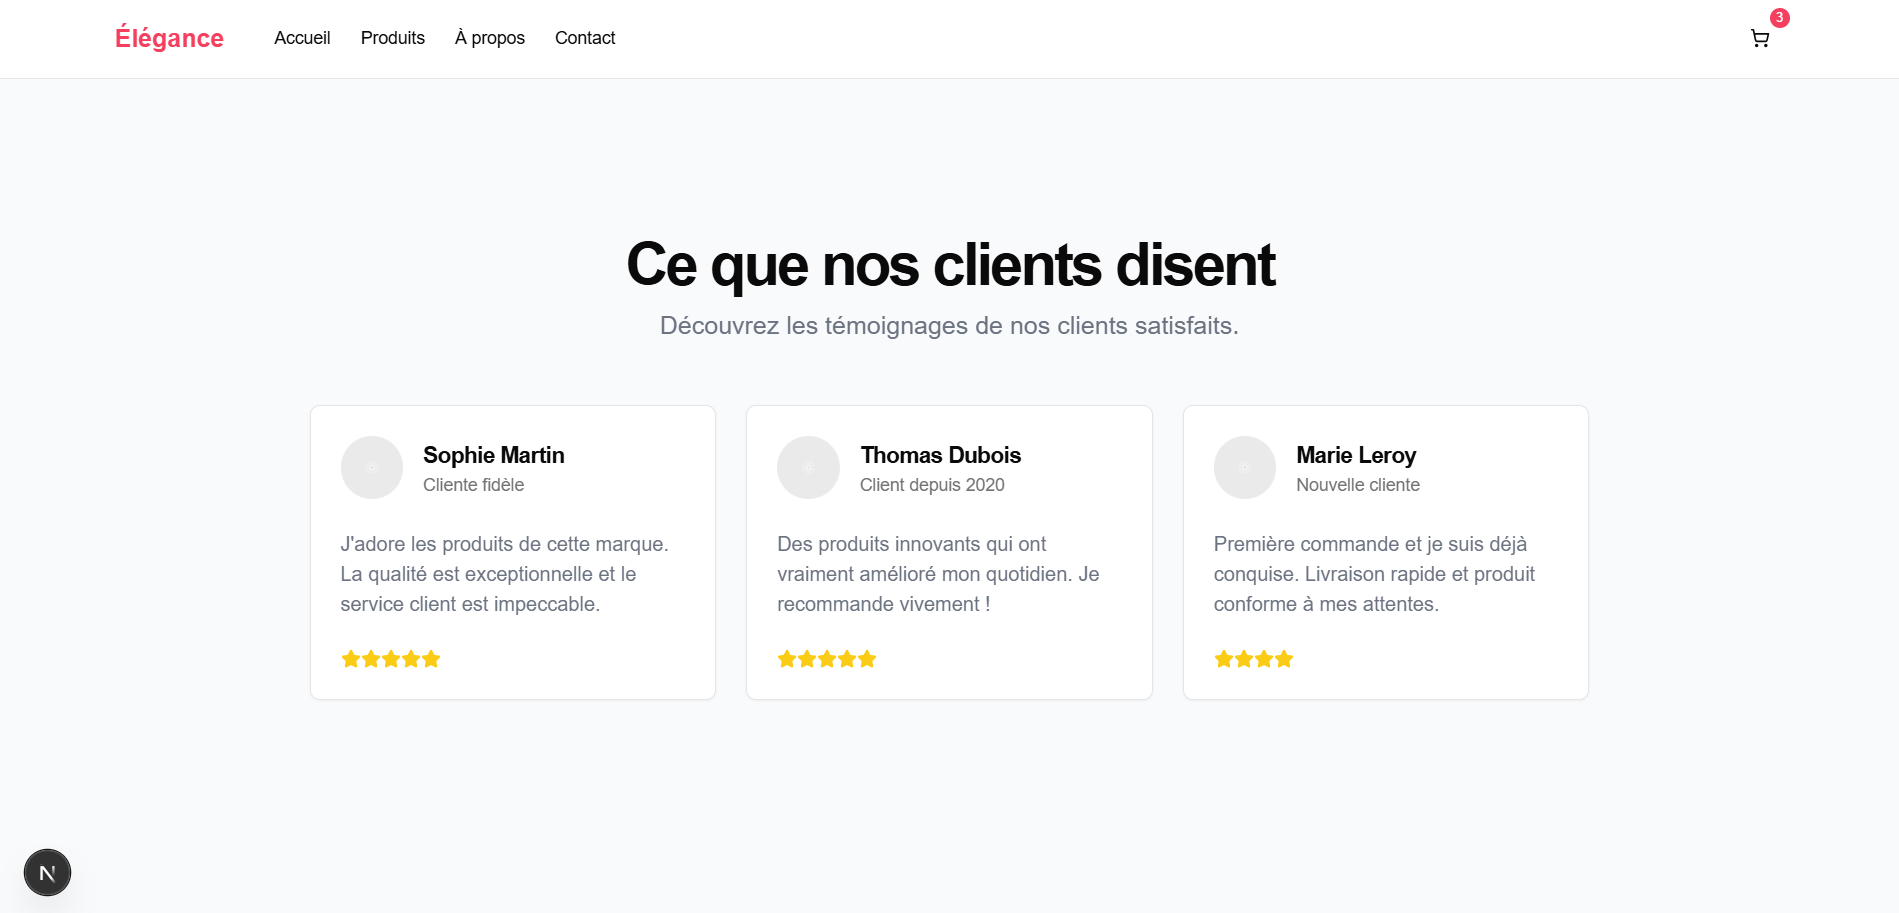 Élégance
Accueil
Produits
À propos
Contact
3
Ce que nos clients disent
Découvrez les témoignages de nos clients satisfaits.
Sophie Martin
Cliente fidèle
J'adore les produits de cette marque.
La qualité est exceptionnelle et le
service client est impeccable.
Thomas Dubois
Client depuis 2020
Des produits innovants qui ont
vraiment amélioré mon quotidien. Je
recommande vivement !
Marie Leroy
Nouvelle cliente
Première commande et je suis déjà
conquise. Livraison rapide et produit
conforme à mes attentes.
N